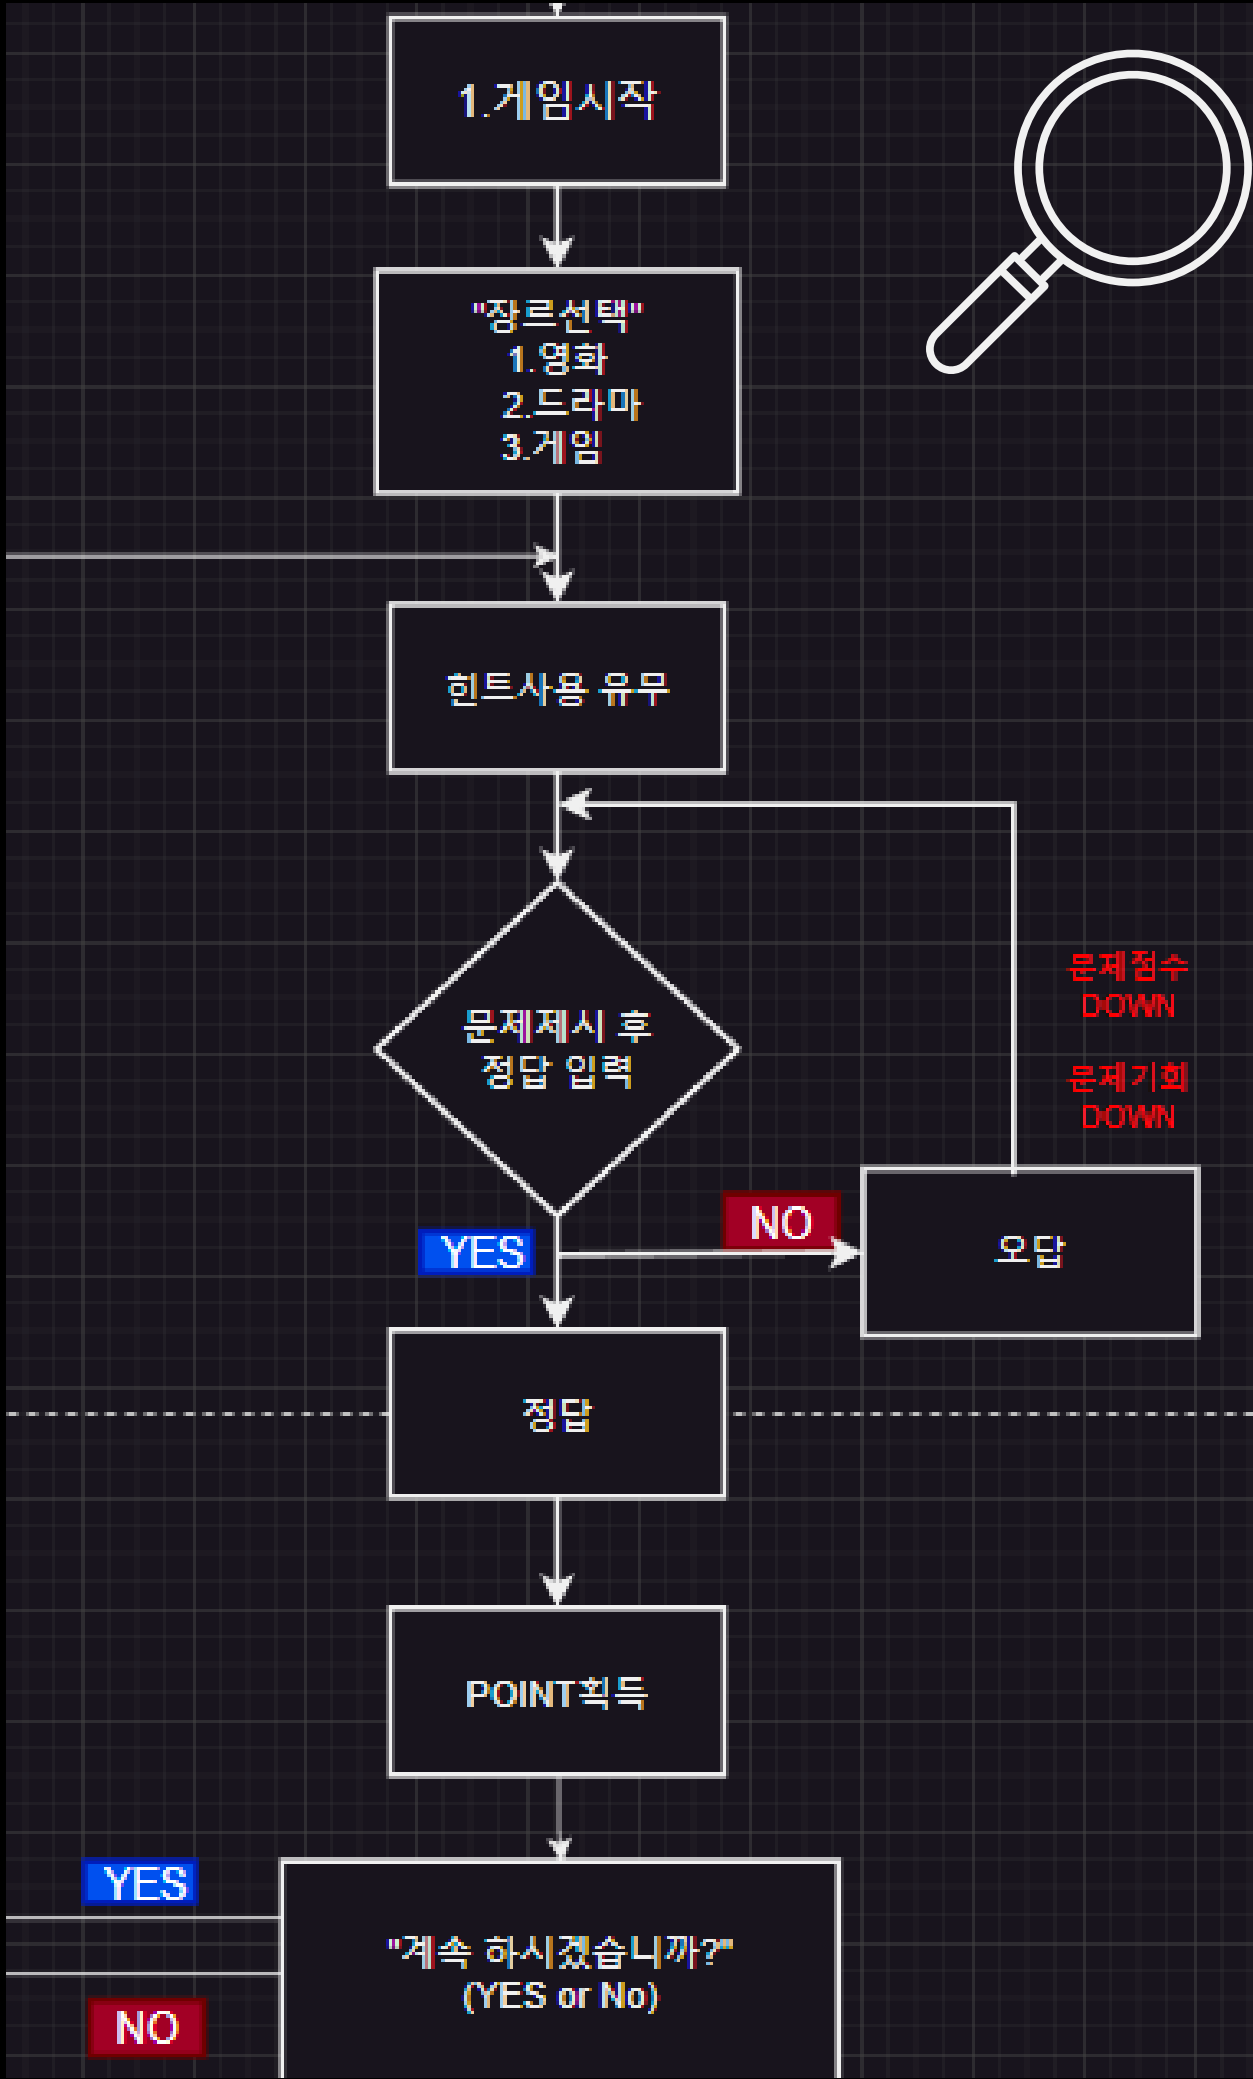 1.게임시작
"장르선택"
1.영화
2.드라마
3.게임
힌트사용 유무
문제제시 후
정답 입력
문제점수
DOWN
문제기회
DOWN
NO
YES
오답
정답
POINT획득
YES
"계속 하시겠습니까?"
(YES or No)
NO